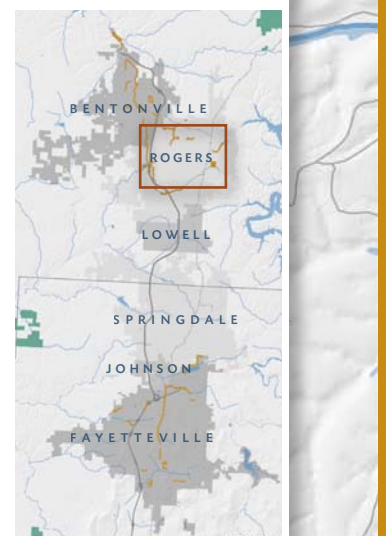 BENTONVILLE
ROGERS
LOWELL
SPRINGDALE
JOHNSON
FAYETTEVILLE